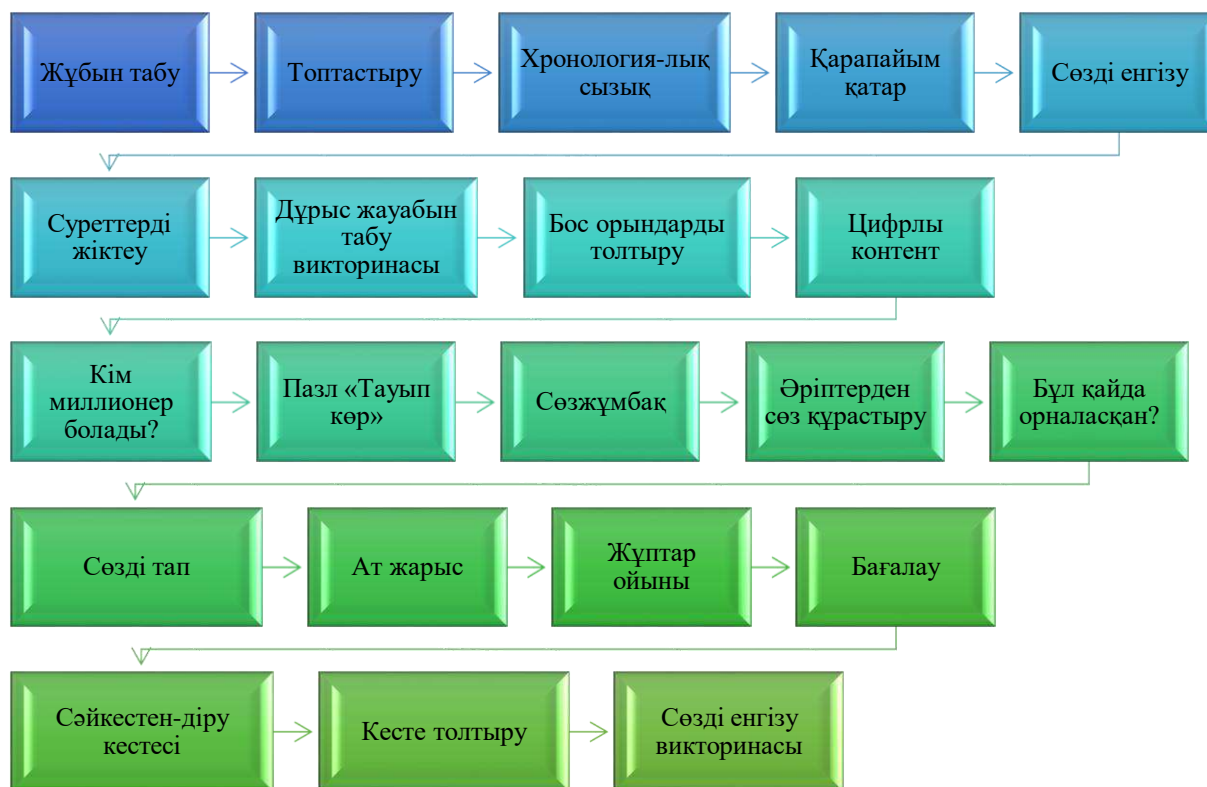 Жұбын табу
Топтастыру
Хронология-лық
сызық
Қарапайым
қатар
Сөзді енгізу
Суреттерді
жіктеу
Дұрыс жауабын
табу
викторинасы
Бос орындарды
толтыру
Цифрлы
контент
Кім
миллионер
болады?
Пазл «Тауып
көр»
Сөзжұмбақ
Әріптерден
сөз құрастыру
Бұл қайда
орналасқан?
Сөзді тап
Ат жарыс
Жұптар
ойыны
Бағалау
Сәйкестен-діру
кестесі
Кесте толтыру
Сөзді енгізу
викторинасы